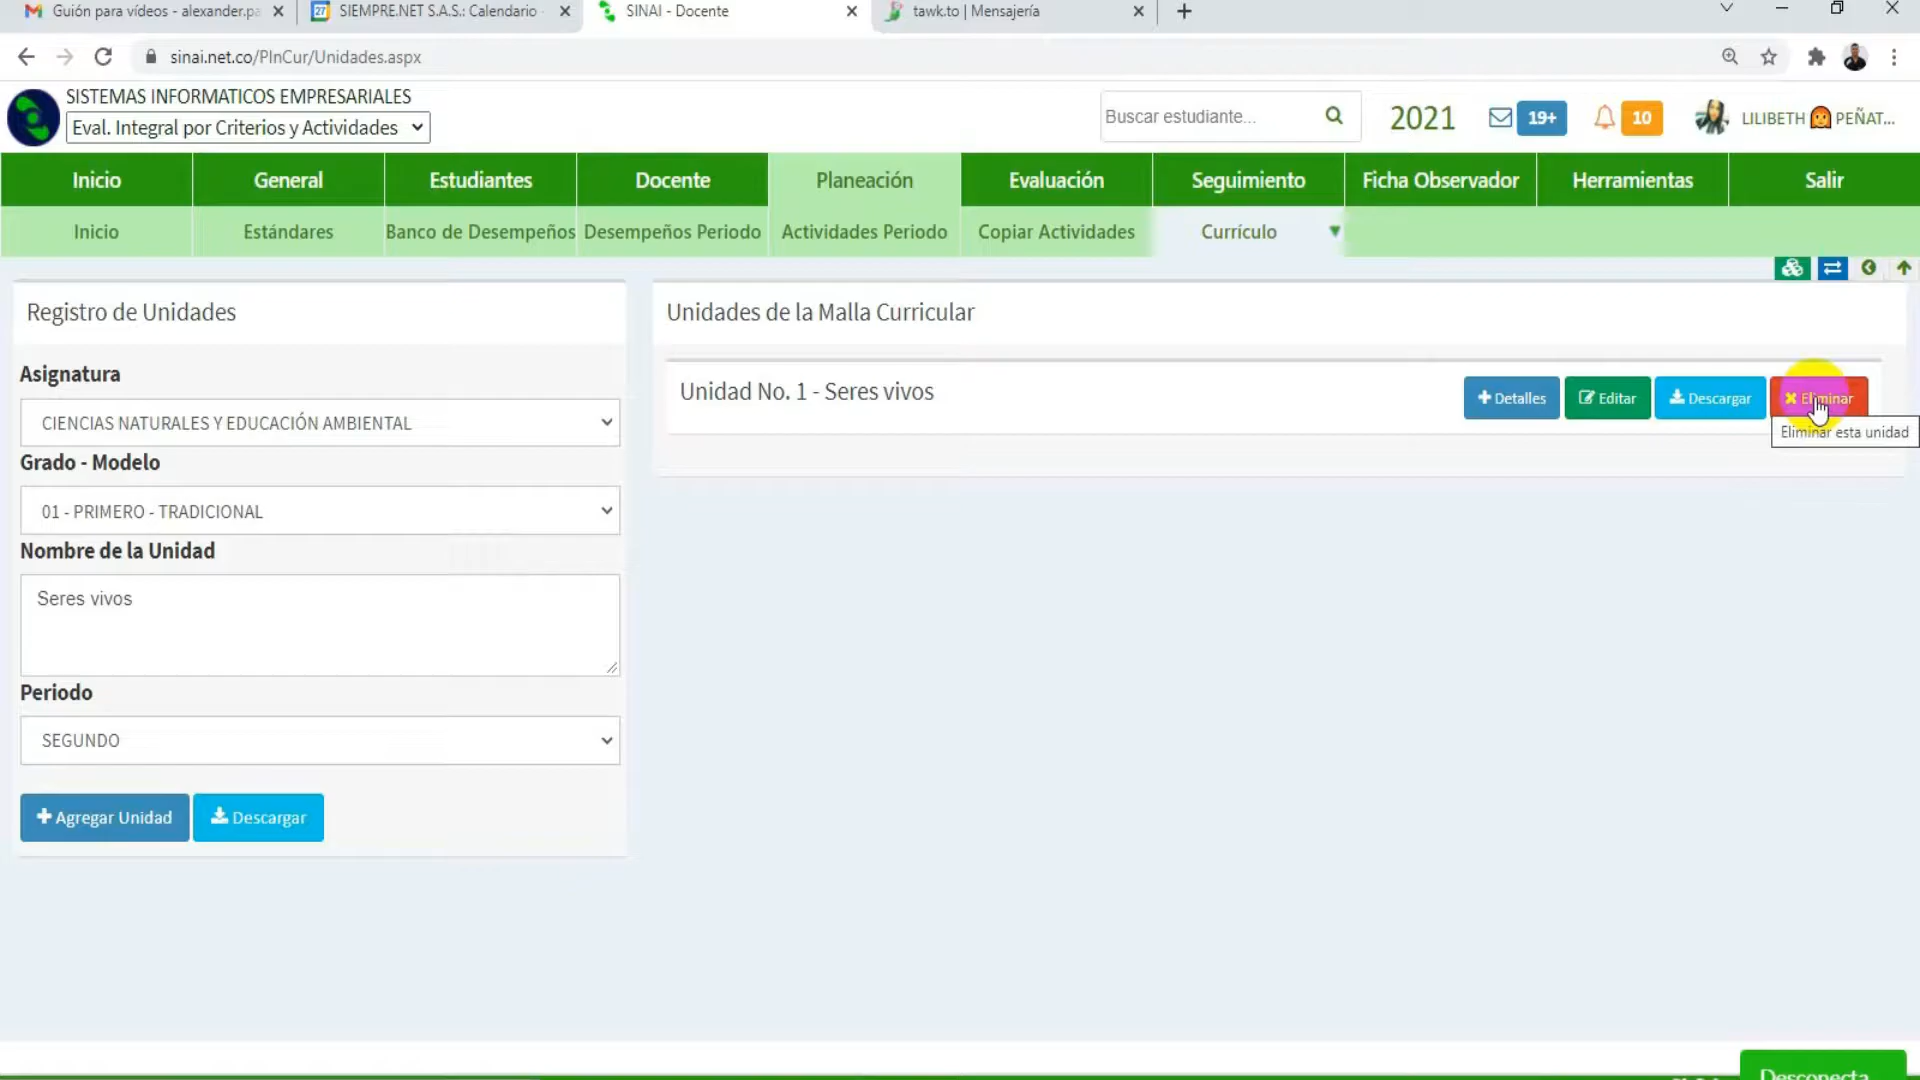 Guión para vídeos - alexander.pa
27 SIEMPRE.NET S.A.S.: Calendario
SINAI - Docente
tawk.to | Mensajería
sinai.net.co/PlnCur/Unidades.aspx
SISTEMAS INFORMATICOS EMPRESARIALES
Eval. Integral por Criterios y Actividades
Buscar estudiante...
2021
19+
10
LILIBETH PEÑAT...
Inicio General Estudiantes Docente Planeación Evaluación Seguimiento Ficha Observador Herramientas Salir
Inicio Estándares Banco de Desempeños Desempeños Periodo Actividades Periodo Copiar Actividades Currículo
Registro de Unidades
Asignatura
CIENCIAS NATURALES Y EDUCACIÓN AMBIENTAL
Grado - Modelo
01 - PRIMERO - TRADICIONAL
Nombre de la Unidad
Seres vivos
Periodo
SEGUNDO
Agregar Unidad
Descargar
Unidades de la Malla Curricular
Unidad No. 1 - Seres vivos
Detalles
Editar
Descargar
Eliminar
Eliminar esta unidad